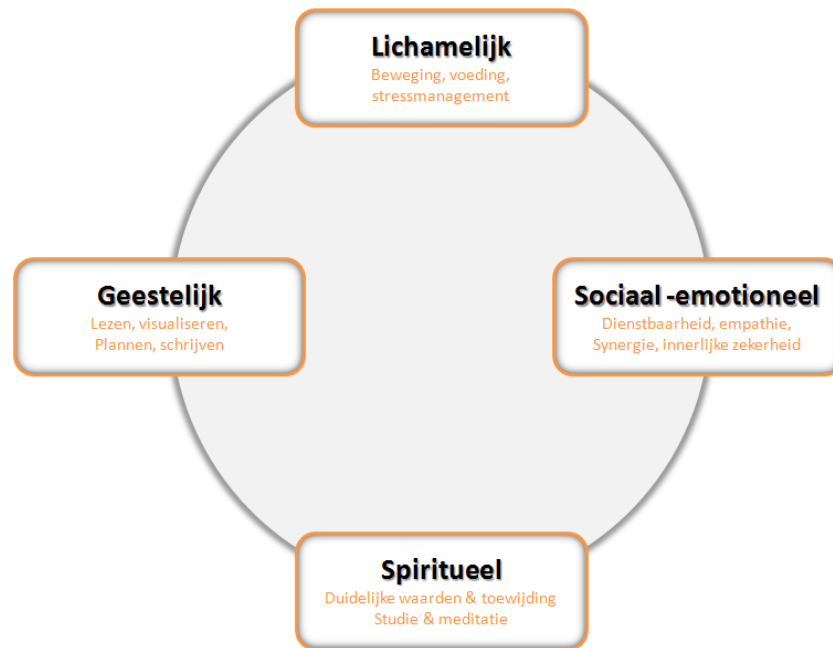 Lichamelijk
Beweging, voeding,
stressmanagement
Geestelijk
Lezen, visualiseren,
Plannen, schrijven
Sociaal -emotioneel
Dienstbaarheid, empathie,
Synergie, innerlijke zekerheid
Spiritueel
Duidelijke waarden & toewijding
Studie & meditatie